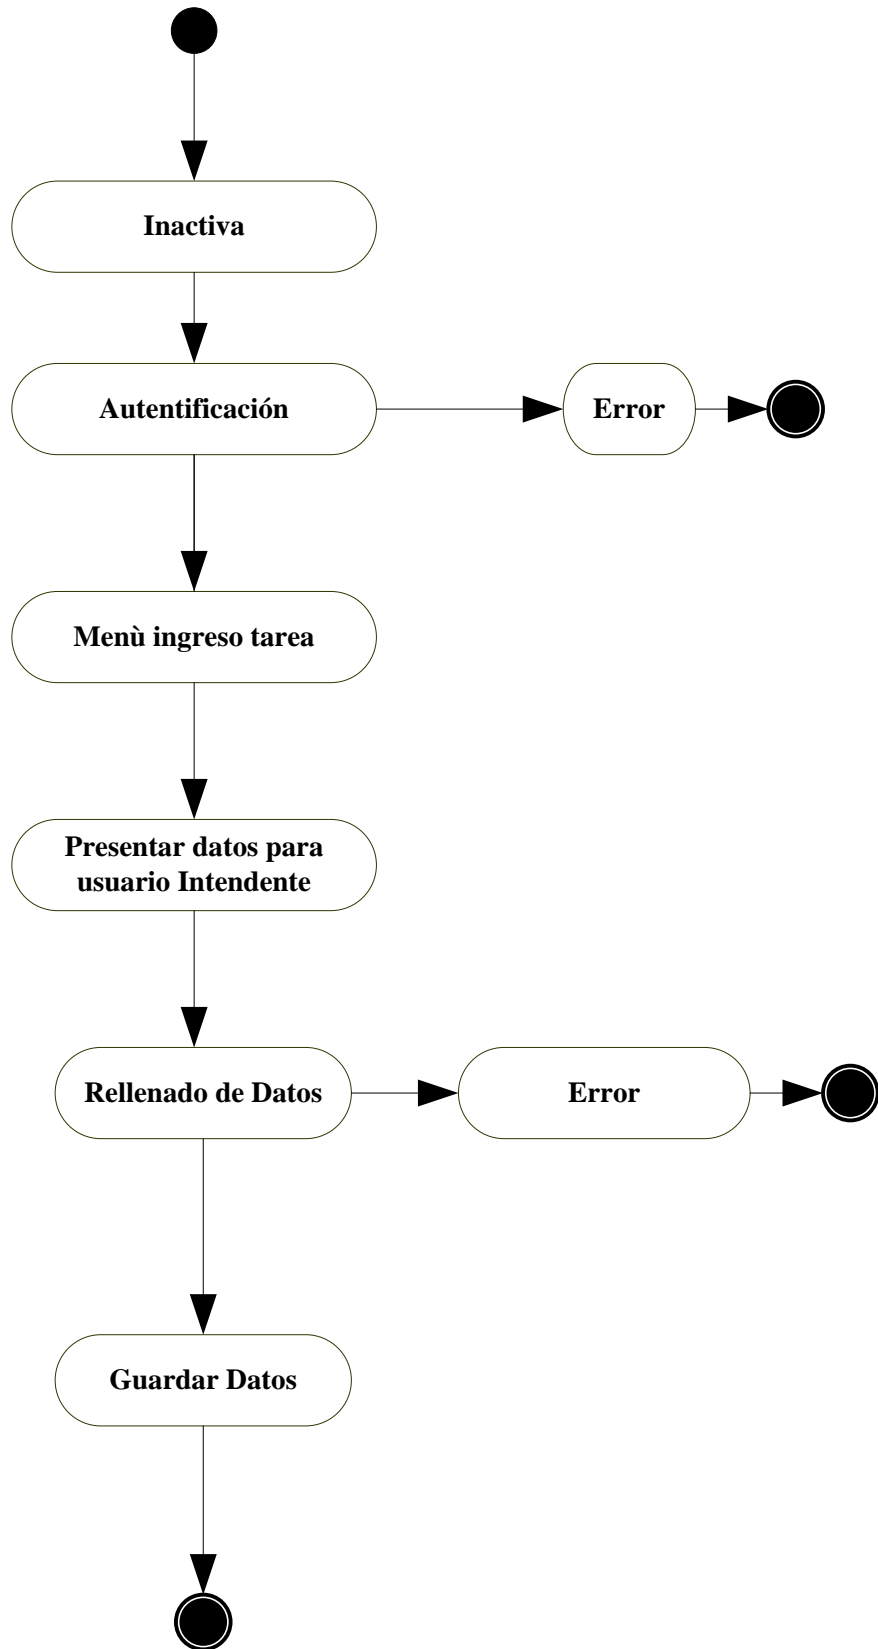 Inactiva
Autentificación
Error
Menù ingreso tarea
Presentar datos para
usuario Intendente
Rellenado de Datos
Error
Guardar Datos